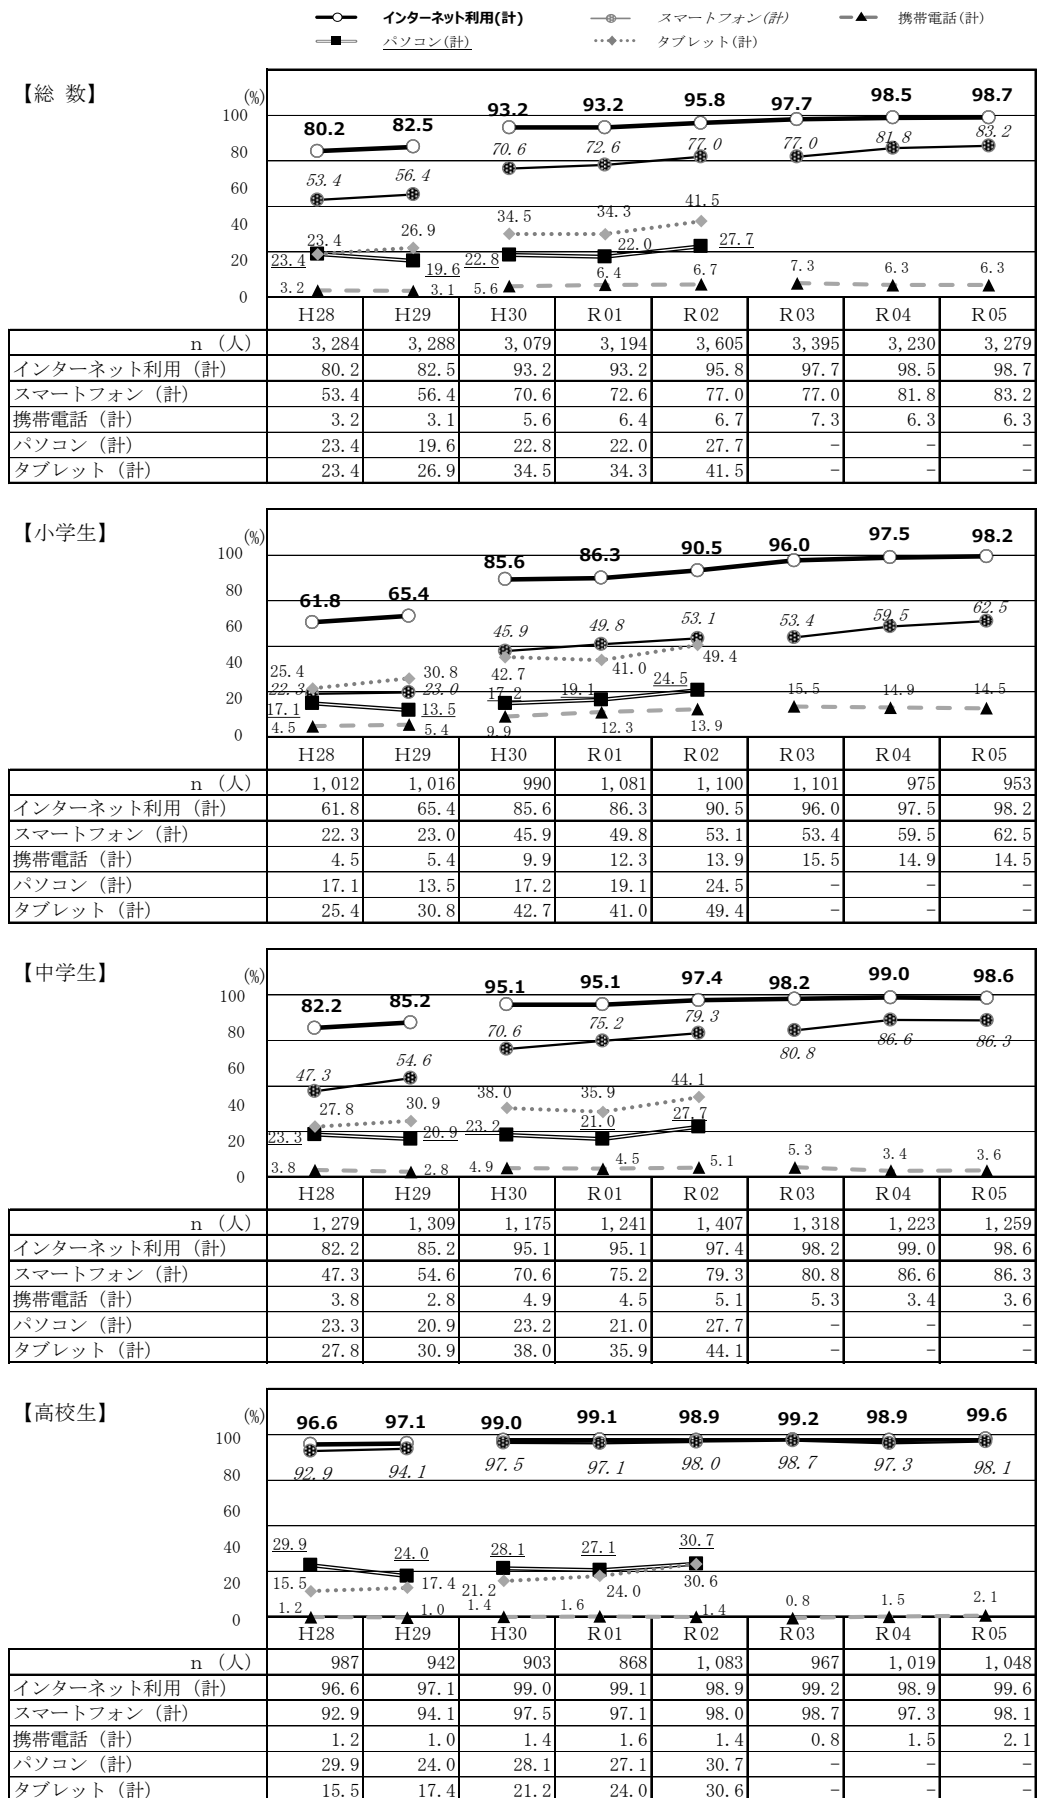 インターネット利用(計) スマートフォン(計) 携帯電話(計)
パソコン(計) タブレット(計)
【総 数】
(%)
100
80
60
40
20
0
80.2 82.5 93.2 93.2 95.8 97.7 98.5 98.7
53.4 56.4 70.6 72.6 77.0 77.0 81.8 83.2
23.4 26.9 34.5 34.3 41.5
23.4 19.6 22.8 22.0 27.7
3.2 3.1 5.6 6.4 6.7 7.3 6.3 6.3
H28 H29 H30 R01 R02 R03 R04 R05
n (人) 3,284 3,288 3,079 3,194 3,605 3,395 3,230 3,279
インターネット利用 (計) 80.2 82.5 93.2 93.2 95.8 97.7 98.5 98.7
スマートフォン (計) 53.4 56.4 70.6 72.6 77.0 77.0 81.8 83.2
携帯電話 (計) 3.2 3.1 5.6 6.4 6.7 7.3 6.3 6.3
パソコン (計) 23.4 19.6 22.8 22.0 27.7 - - -
タブレット (計) 23.4 26.9 34.5 34.3 41.5 - - -
【小学生】
(%)
100
80
60
40
20
0
61.8 65.4 85.6 86.3 90.5 96.0 97.5 98.2
22.3 23.0 45.9 49.8 53.1 53.4 59.5 62.5
25.4 30.8 42.7 41.0 49.4
17.1 13.5 17.2 19.1 24.5
4.5 5.4 9.9 12.3 13.9 15.5 14.9 14.5
H28 H29 H30 R01 R02 R03 R04 R05
n (人) 1,012 1,016 990 1,081 1,100 1,101 975 953
インターネット利用 (計) 61.8 65.4 85.6 86.3 90.5 96.0 97.5 98.2
スマートフォン (計) 22.3 23.0 45.9 49.8 53.1 53.4 59.5 62.5
携帯電話 (計) 4.5 5.4 9.9 12.3 13.9 15.5 14.9 14.5
パソコン (計) 17.1 13.5 17.2 19.1 24.5 - - -
タブレット (計) 25.4 30.8 42.7 41.0 49.4 - - -
【中学生】
(%)
100
80
60
40
20
0
82.2 85.2 95.1 95.1 97.4 98.2 99.0 98.6
47.3 54.6 70.6 75.2 79.3 80.8 86.6 86.3
27.8 30.9 38.0 35.9 44.1
23.3 20.9 23.2 21.0 27.7
3.8 2.8 4.9 4.5 5.1 5.3 3.4 3.6
H28 H29 H30 R01 R02 R03 R04 R05
n (人) 1,279 1,309 1,175 1,241 1,407 1,318 1,223 1,259
インターネット利用 (計) 82.2 85.2 95.1 95.1 97.4 98.2 99.0 98.6
スマートフォン (計) 47.3 54.6 70.6 75.2 79.3 80.8 86.6 86.3
携帯電話 (計) 3.8 2.8 4.9 4.5 5.1 5.3 3.4 3.6
パソコン (計) 23.3 20.9 23.2 21.0 27.7 - - -
タブレット (計) 27.8 30.9 38.0 35.9 44.1 - - -
【高校生】
(%)
100
80
60
40
20
0
96.6 97.1 99.0 99.1 98.9 99.2 98.9 99.6
92.9 94.1 97.5 97.1 98.0 98.7 97.3 98.1
29.9 24.0 28.1 27.1 30.7
15.5 17.4 21.2 24.0 30.6
1.2 1.0 1.4 1.6 1.4 0.8 1.5 2.1
H28 H29 H30 R01 R02 R03 R04 R05
n (人) 987 942 903 868 1,083 967 1,019 1,048
インターネット利用 (計) 96.6 97.1 99.0 99.1 98.9 99.2 98.9 99.6
スマートフォン (計) 92.9 94.1 97.5 97.1 98.0 98.7 97.3 98.1
携帯電話 (計) 1.2 1.0 1.4 1.6 1.4 0.8 1.5 2.1
パソコン (計) 29.9 24.0 28.1 27.1 30.7 - - -
タブレット (計) 15.5 17.4 21.2 24.0 30.6 - - -